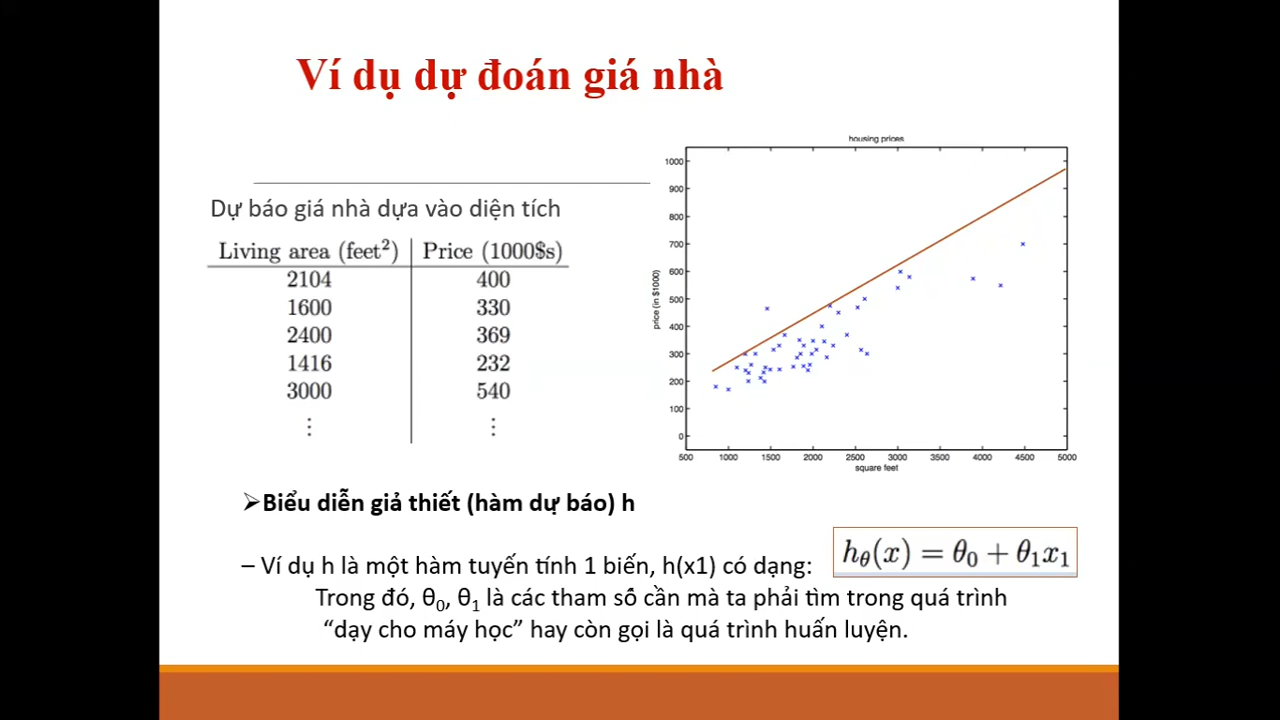 Ví dụ dự đoán giá nhà
Dự báo giá nhà dựa vào diện tích
Living area (feet²) Price (1000$s)
2104 400
1600 330
2400 369
1416 232
3000 540
⋮ ⋮
housing prices
price (in $1000)
1000
900
800
700
600
500
400
300
200
100
0
500 1000 1500 2000 2500 3000 3500 4000 4500 5000
square feet
➢Biểu diễn giả thiết (hàm dự báo) h
– Ví dụ h là một hàm tuyến tính 1 biến, h(x1) có dạng: hθ(x) = θ₀ + θ₁x₁
Trong đó, θ₀, θ₁ là các tham số cần mà ta phải tìm trong quá trình
“dạy cho máy học” hay còn gọi là quá trình huấn luyện.